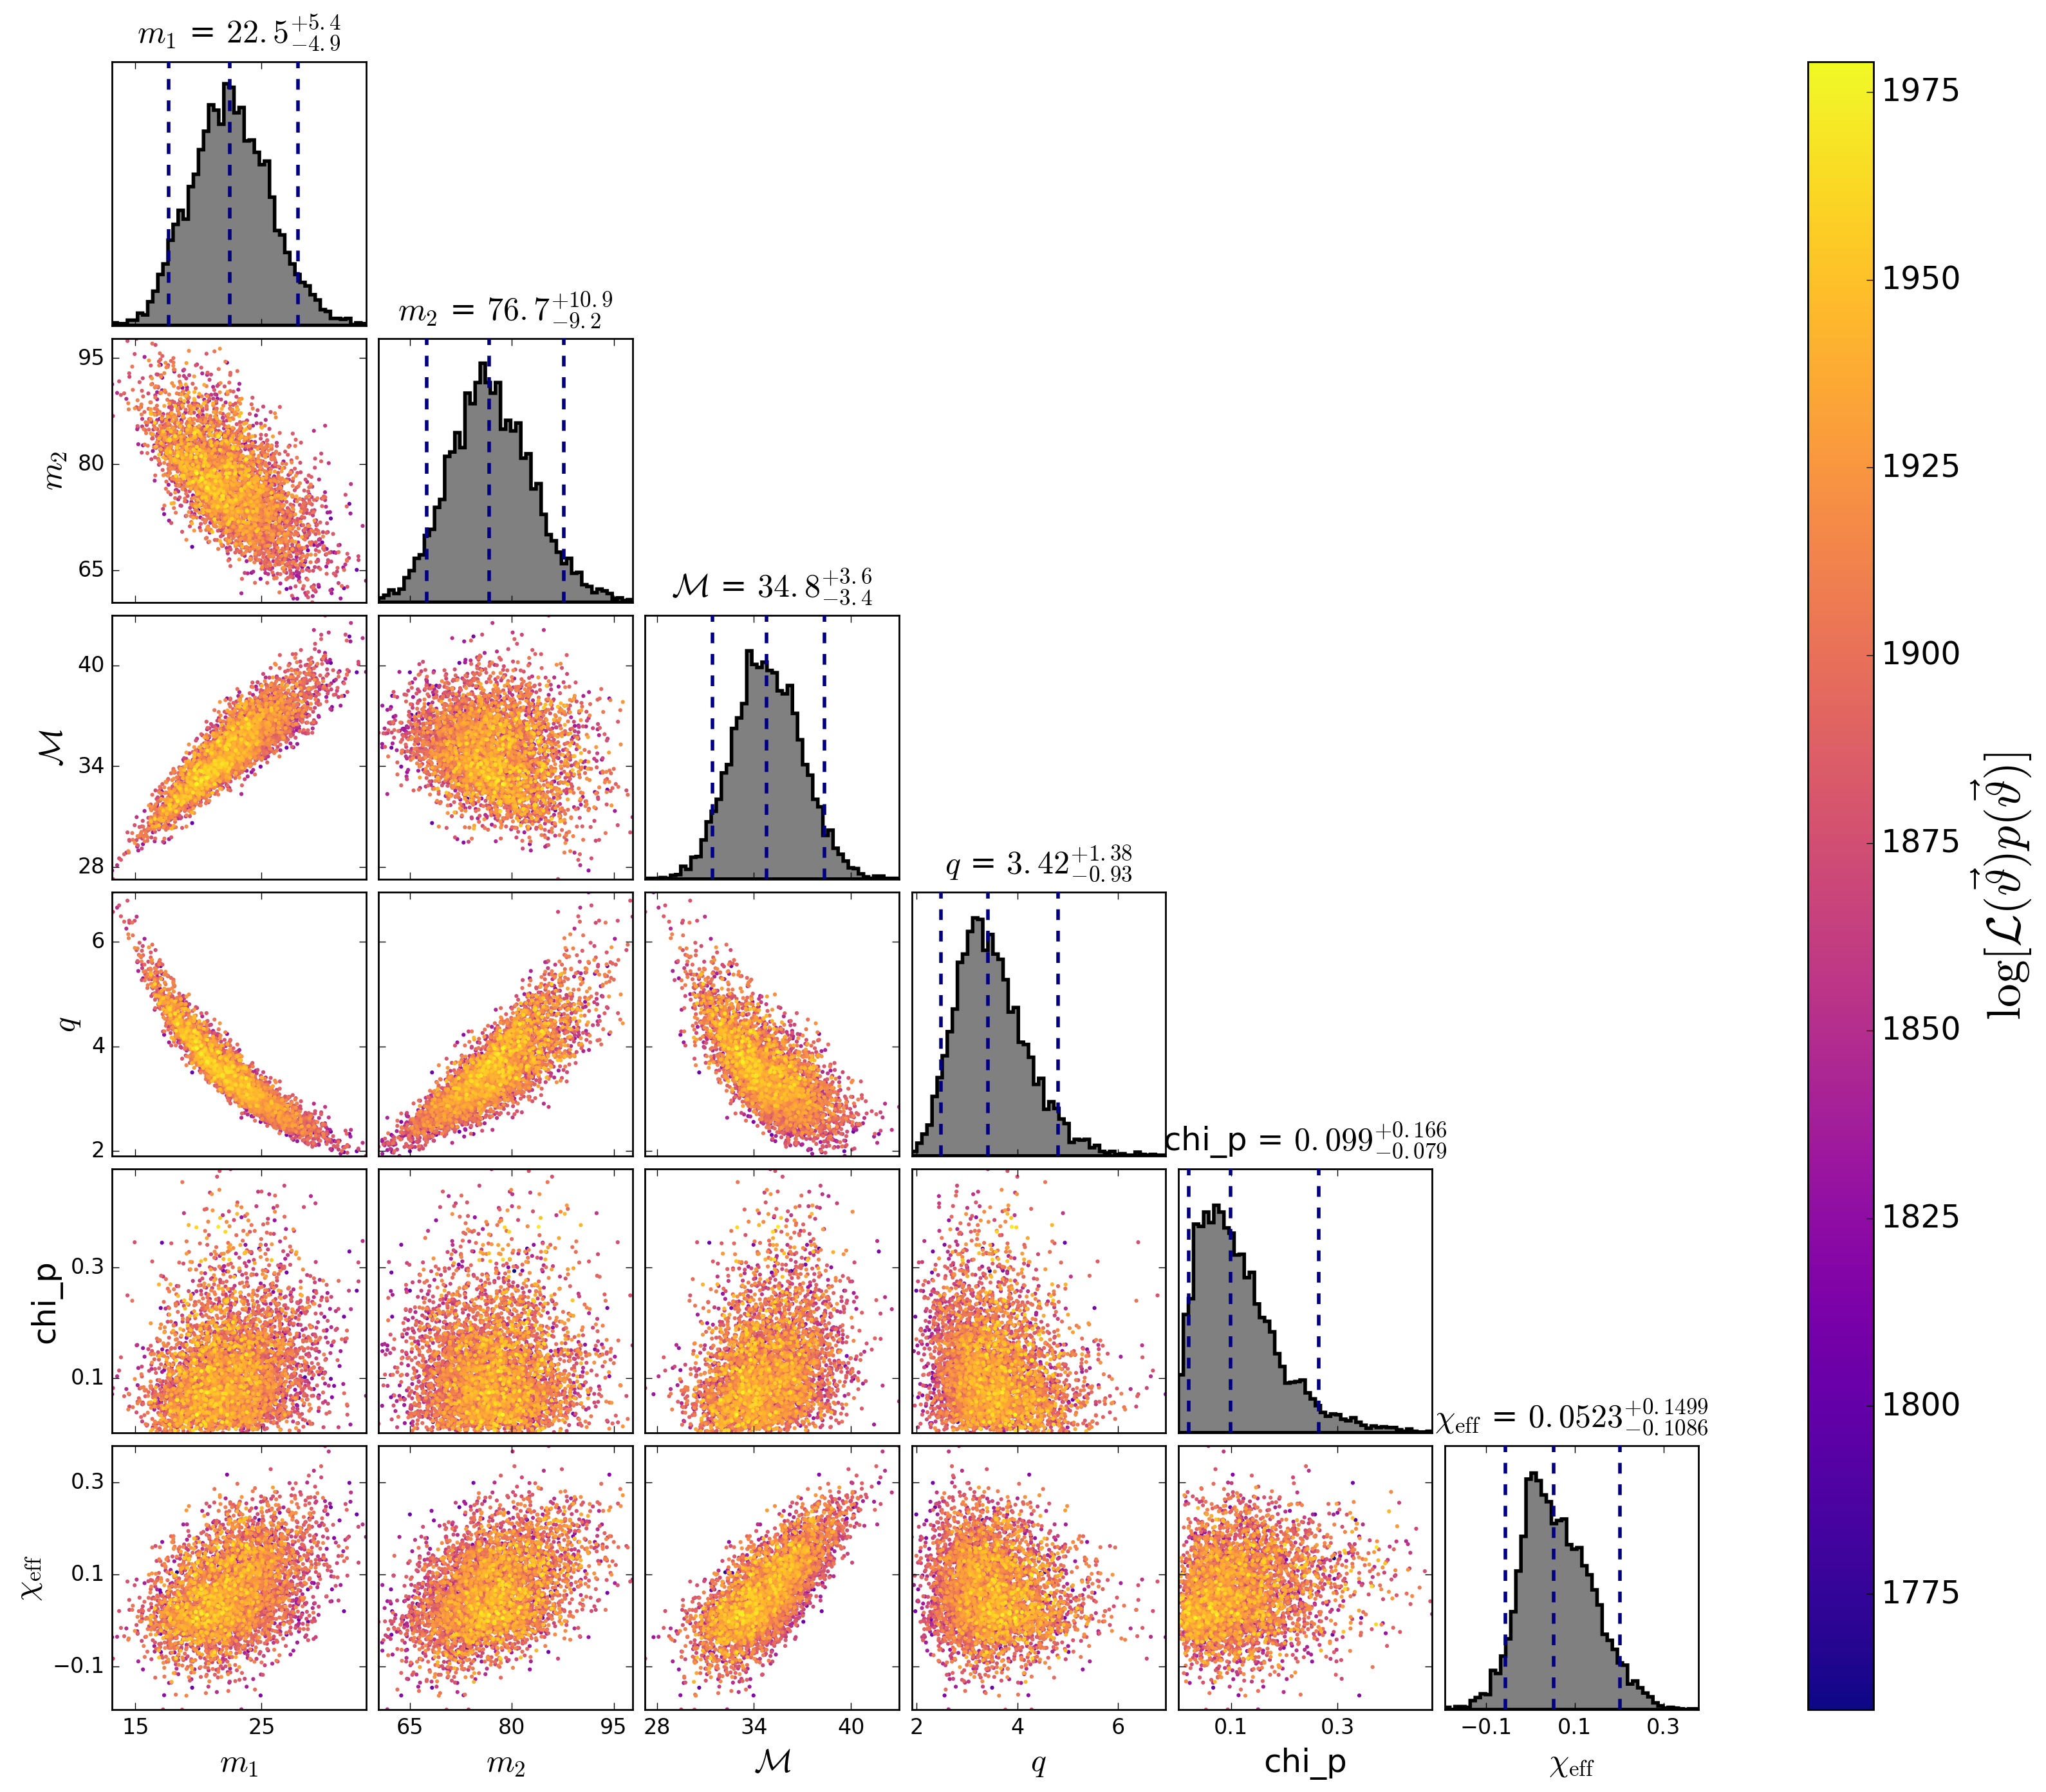 m₁ = 22.5⁺⁵·⁴₋₄.₉
m₂ = 76.7⁺¹⁰·⁹₋₉.₂
ℳ = 34.8⁺³·⁶₋₃.₄
q = 3.42⁺¹·³⁸₋₀.₉₃
chi_p = 0.099⁺⁰·¹⁶⁶₋₀.₀₇₉
χeff = 0.0523⁺⁰·¹⁴⁹⁹₋₀.₁₀₈₆
m₂
95
80
65
ℳ
40
34
28
q
6
4
2
chi_p
0.3
0.1
χeff
0.3
0.1
−0.1
15 25 65 80 95 28 34 40 2 4 6 0.1 0.3 −0.1 0.1 0.3
m₁ m₂ ℳ q chi_p χeff
1975
1950
1925
1900
1875
1850
1825
1800
1775
log[ℒ(ϑ⃗)p(ϑ⃗)]